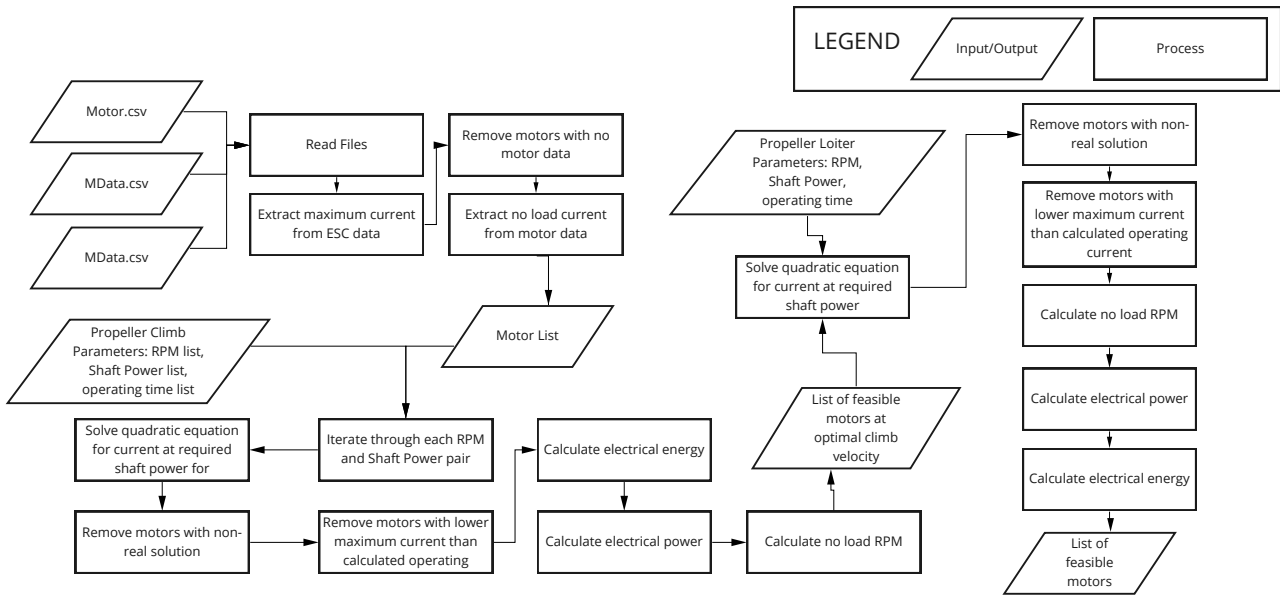 LEGEND
Input/Output
Process
Motor.csv
MData.csv
MData.csv
Read Files
Extract maximum current
from ESC data
Remove motors with no
motor data
Extract no load current
from motor data
Motor List
Propeller Climb
Parameters: RPM list,
Shaft Power list,
operating time list
Iterate through each RPM
and Shaft Power pair
Solve quadratic equation
for current at required
shaft power for
Remove motors with non-
real solution
Remove motors with lower
maximum current than
calculated operating
Calculate electrical energy
Calculate electrical power
Calculate no load RPM
List of feasible
motors at
optimal climb
velocity
Propeller Loiter
Parameters: RPM,
Shaft Power,
operating time
Solve quadratic equation
for current at required
shaft power
Remove motors with non-
real solution
Remove motors with
lower maximum current
than calculated operating
current
Calculate no load RPM
Calculate electrical power
Calculate electrical energy
List of
feasible
motors